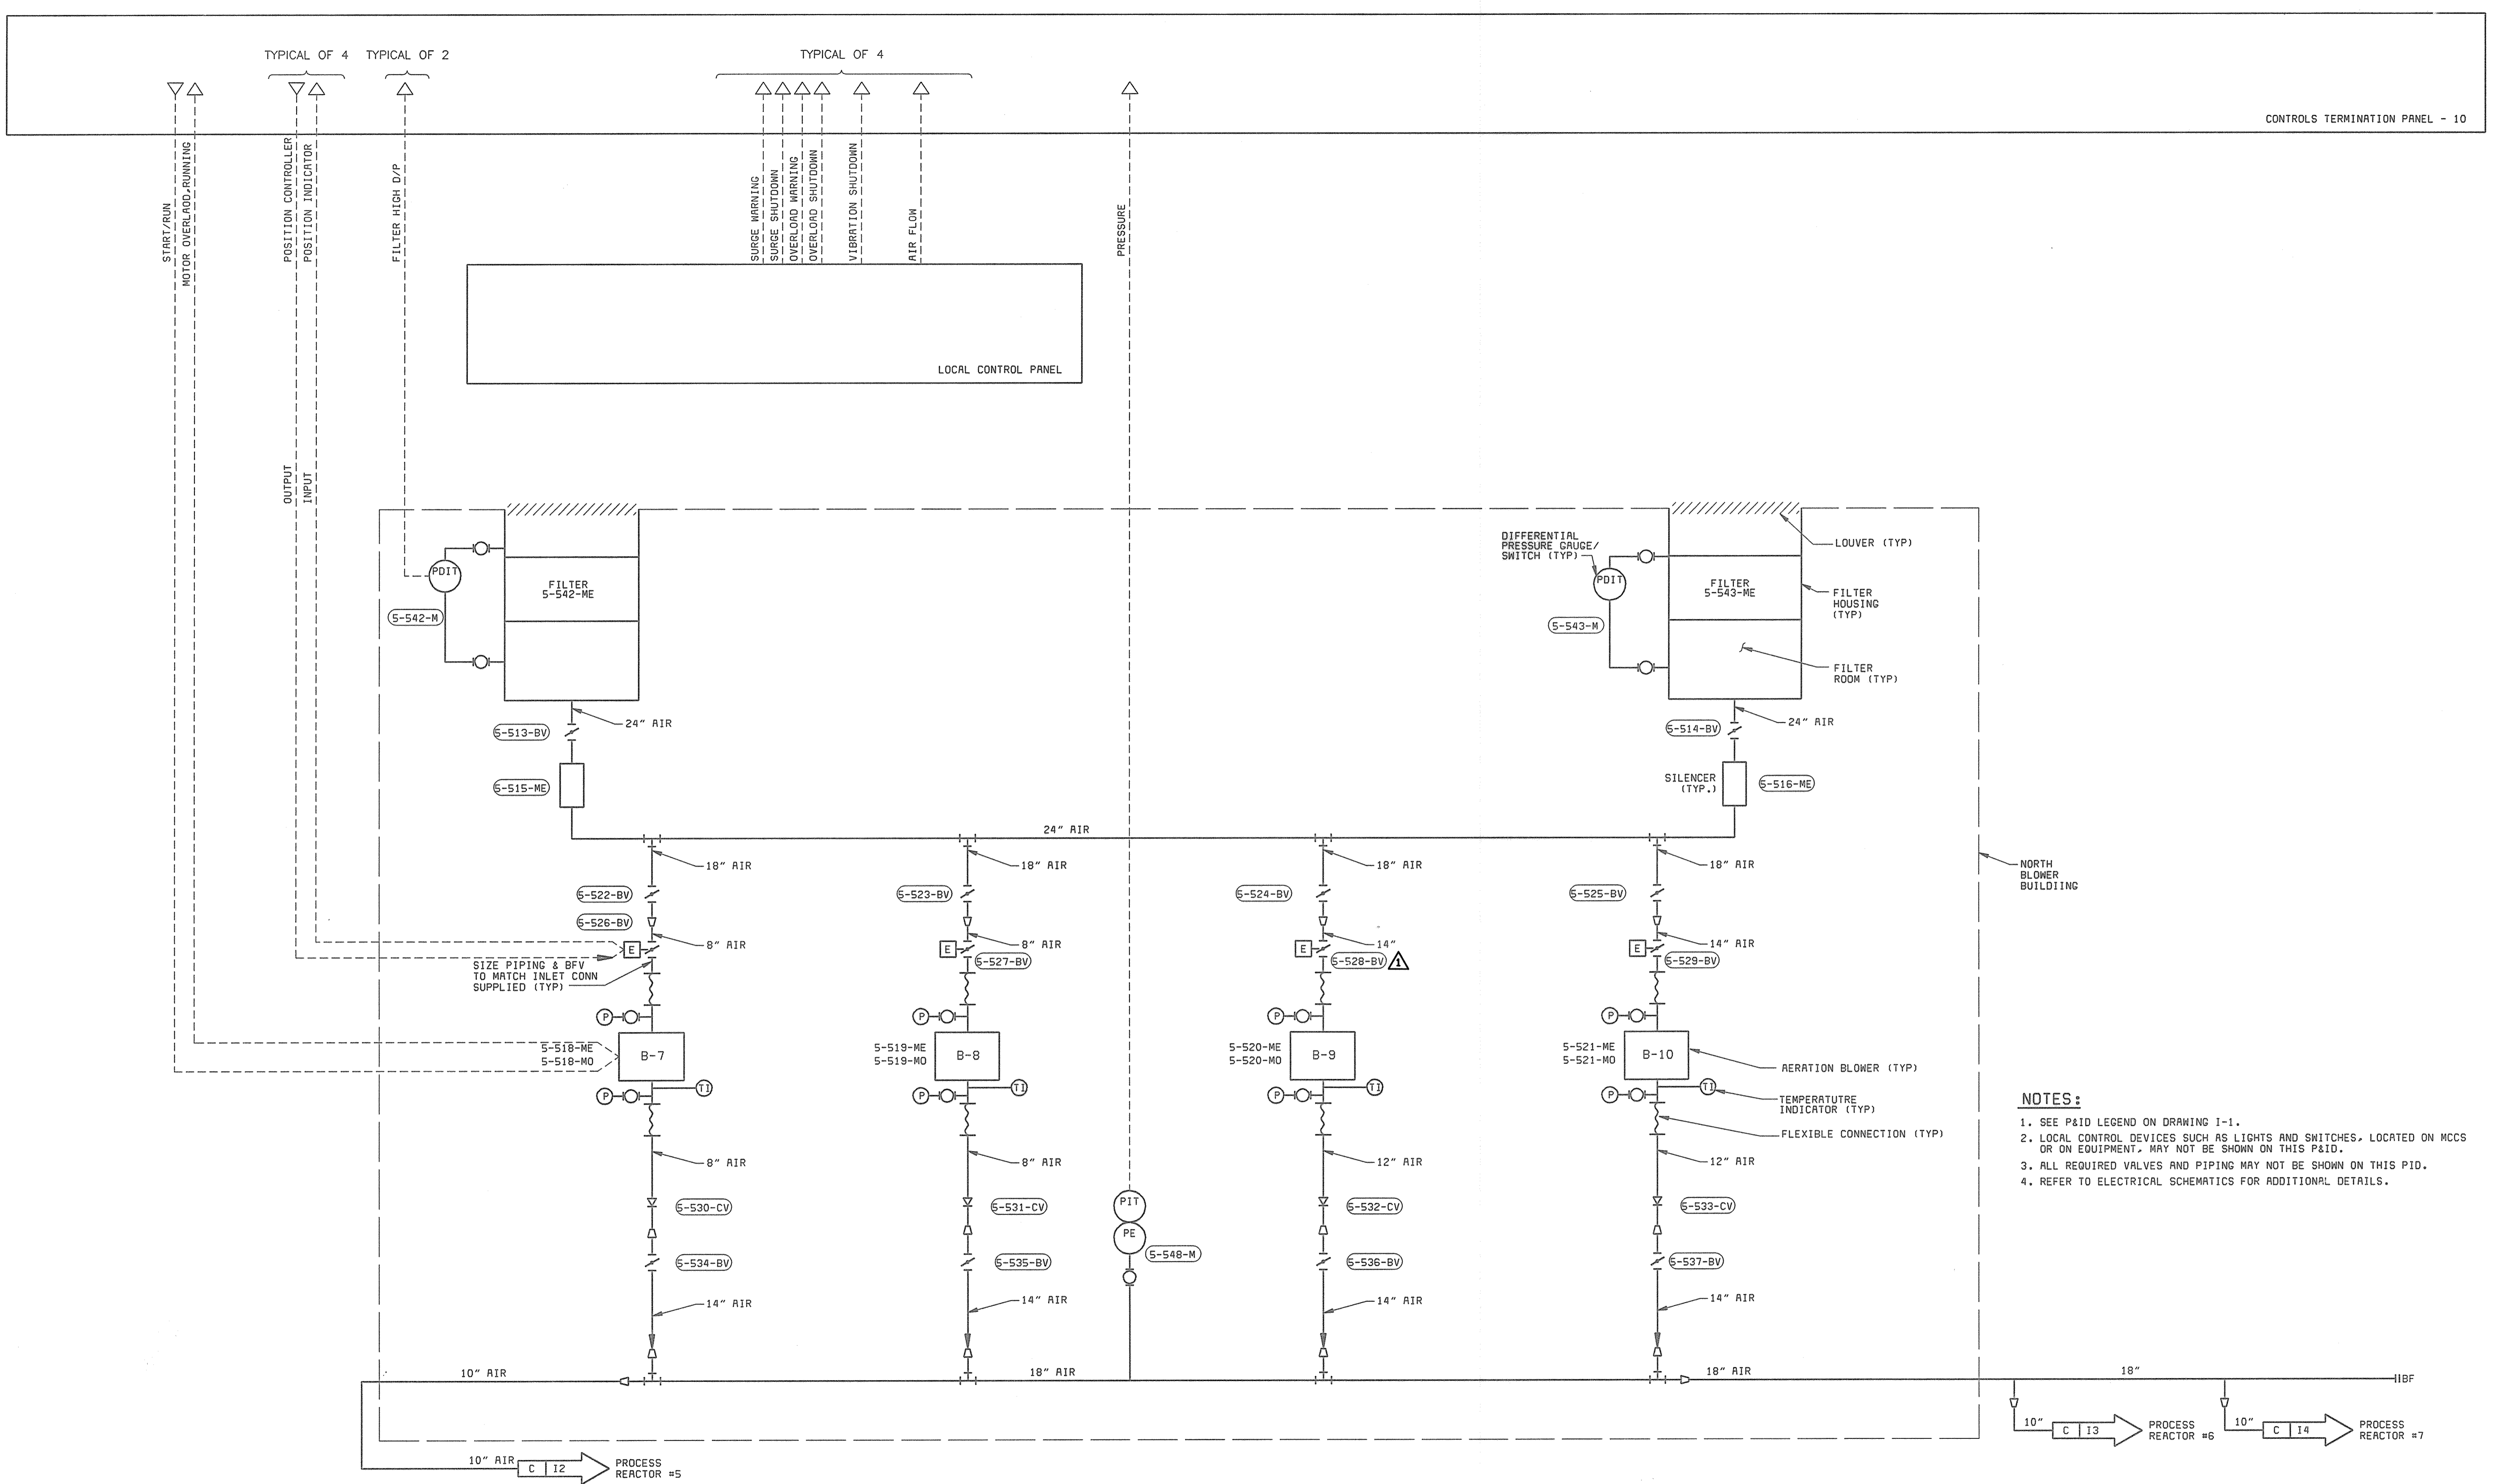 TYPICAL OF 4
TYPICAL OF 2
TYPICAL OF 4
CONTROLS TERMINATION PANEL - 10
START/RUN
MOTOR OVERLAOD,RUNNING
POSITION CONTROLLER
POSITION INDICATOR
FILTER HIGH D/P
SURGE WARNING
SURGE SHUTDOWN
OVERLOAD WARNING
OVERLOAD SHUTDOWN
VIBRATION SHUTDOWN
AIR FLOW
PRESSURE
LOCAL CONTROL PANEL
OUTPUT
INPUT
PDIT
5-542-M
FILTER
5-542-ME
DIFFERENTIAL
PRESSURE GAUGE/
SWITCH (TYP)
PDIT
5-543-M
FILTER
5-543-ME
LOUVER (TYP)
FILTER
HOUSING
(TYP)
FILTER
ROOM (TYP)
24" AIR
5-513-BV
5-515-ME
24" AIR
5-514-BV
SILENCER
(TYP.)
5-516-ME
24" AIR
18" AIR
18" AIR
18" AIR
18" AIR
NORTH
BLOWER
BUILDIING
5-522-BV
5-523-BV
5-524-BV
5-525-BV
5-526-BV
8" AIR
8" AIR
14"
14" AIR
E
E
E
E
5-527-BV
5-528-BV
1
5-529-BV
SIZE PIPING & BFV
TO MATCH INLET CONN
SUPPLIED (TYP)
P
P
P
P
5-518-ME
5-518-MO
B-7
5-519-ME
5-519-MO
B-8
5-520-ME
5-520-MO
B-9
5-521-ME
5-521-MO
B-10
AERATION BLOWER (TYP)
P
TI
P
TI
P
TI
P
TI
TEMPERATUTRE
INDICATOR (TYP)
FLEXIBLE CONNECTION (TYP)
8" AIR
8" AIR
12" AIR
12" AIR
5-530-CV
5-531-CV
PIT
5-532-CV
5-533-CV
PE
5-548-M
5-534-BV
5-535-BV
5-536-BV
5-537-BV
14" AIR
14" AIR
14" AIR
14" AIR
10" AIR
18" AIR
18" AIR
18"
BF
10" AIR
C I2
PROCESS
REACTOR #5
10"
C I3
PROCESS
REACTOR #6
10"
C I4
PROCESS
REACTOR #7
NOTES:
1. SEE P&ID LEGEND ON DRAWING I-1.
2. LOCAL CONTROL DEVICES SUCH AS LIGHTS AND SWITCHES, LOCATED ON MCCS
OR ON EQUIPMENT, MAY NOT BE SHOWN ON THIS P&ID.
3. ALL REQUIRED VALVES AND PIPING MAY NOT BE SHOWN ON THIS PID.
4. REFER TO ELECTRICAL SCHEMATICS FOR ADDITIONAL DETAILS.